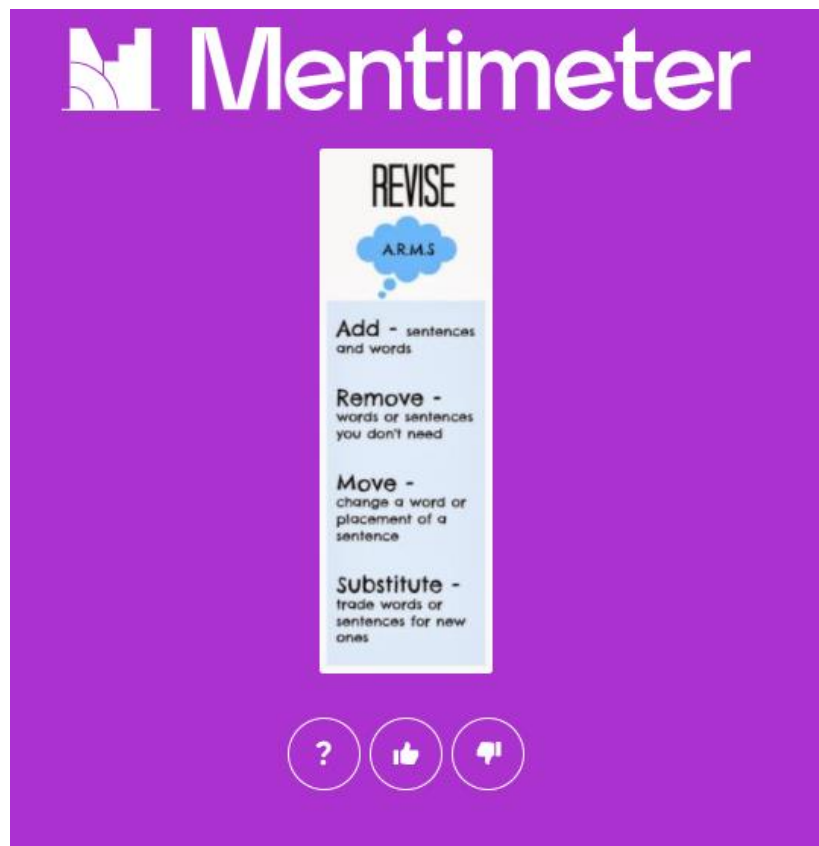 Mentimeter
REVISE
A.R.M.S
Add - sentences
and words
Remove -
words or sentences
you don't need
Move -
change a word or
placement of a
sentence
Substitute -
trade words or
sentences for new
ones
?